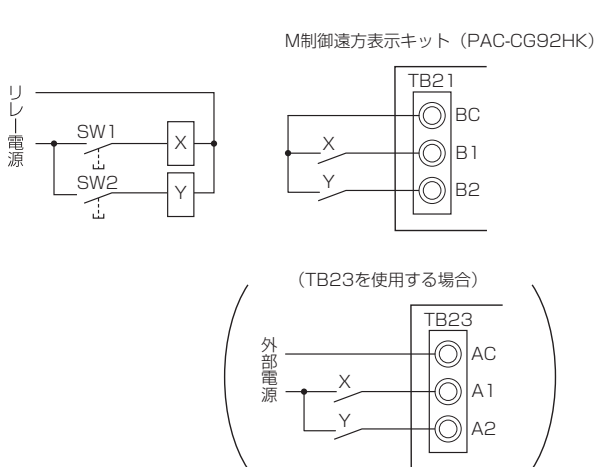 M制御遠方表示キット（PAC-CG92HK）
リレー電源
SW1
X
SW2
Y
TB21
BC
X
B1
Y
B2
（TB23を使用する場合）
外部電源
TB23
AC
X
A1
Y
A2